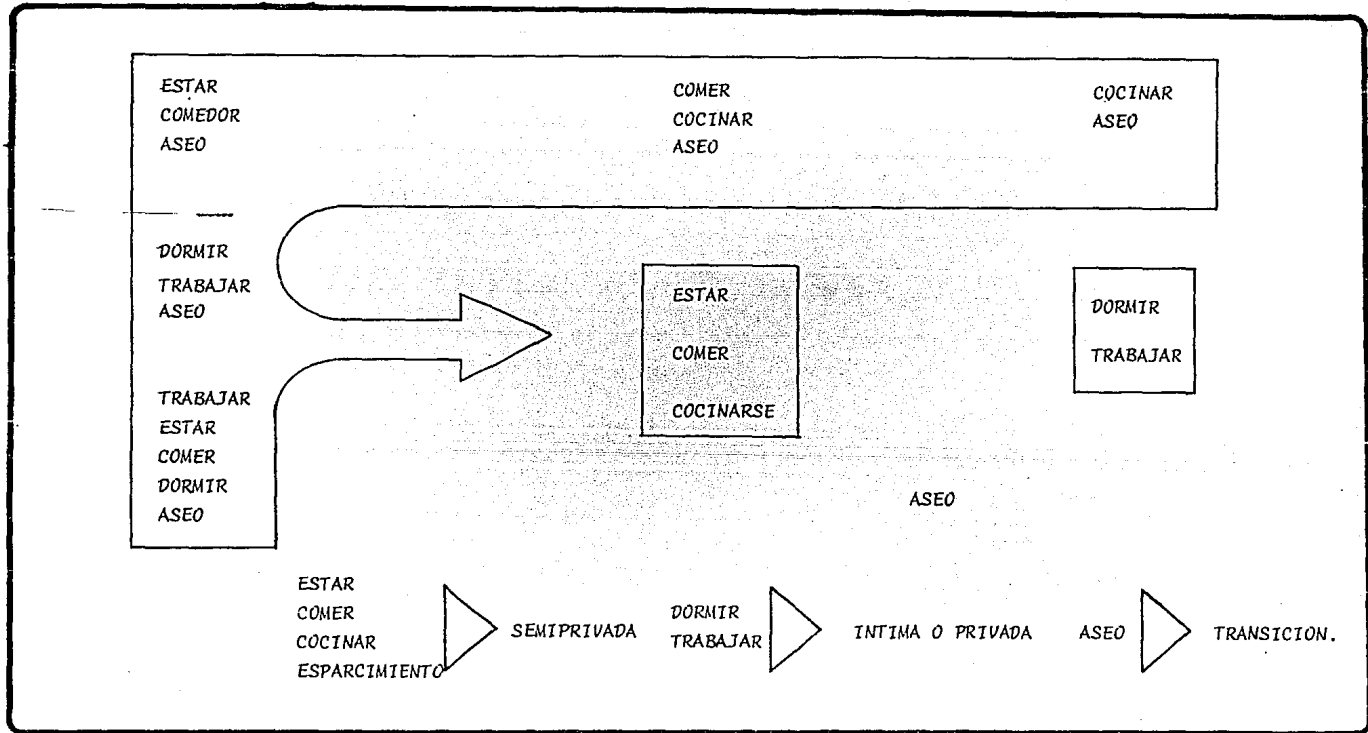 ESTAR
COMEDOR
ASEO
COMER
COCINAR
ASEO
COCINAR
ASEO
DORMIR
TRABAJAR
ASEO
ESTAR
COMER
COCINARSE
DORMIR
TRABAJAR
TRABAJAR
ESTAR
COMER
DORMIR
ASEO
ASEO
ESTAR
COMER
COCINAR
ESPARCIMIENTO
SEMIPRIVADA
DORMIR
TRABAJAR
INTIMA O PRIVADA
ASEO
TRANSICION.